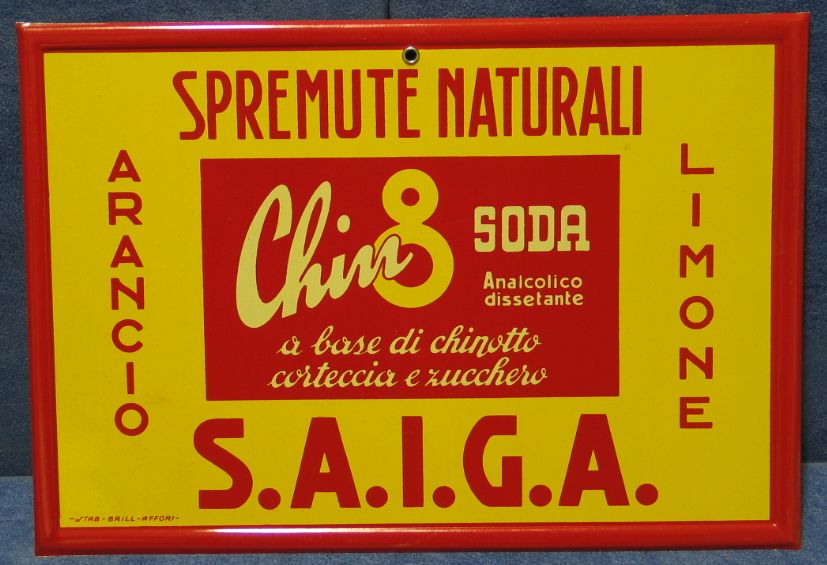 SPREMUTE NATURALI
ARANCIO
Chin8 SODA
Analcolico
dissetante
a base di chinotto
corteccia e zucchero
LIMONE
S.A.I.G.A.
-STAB-BRILL-AFFORI-